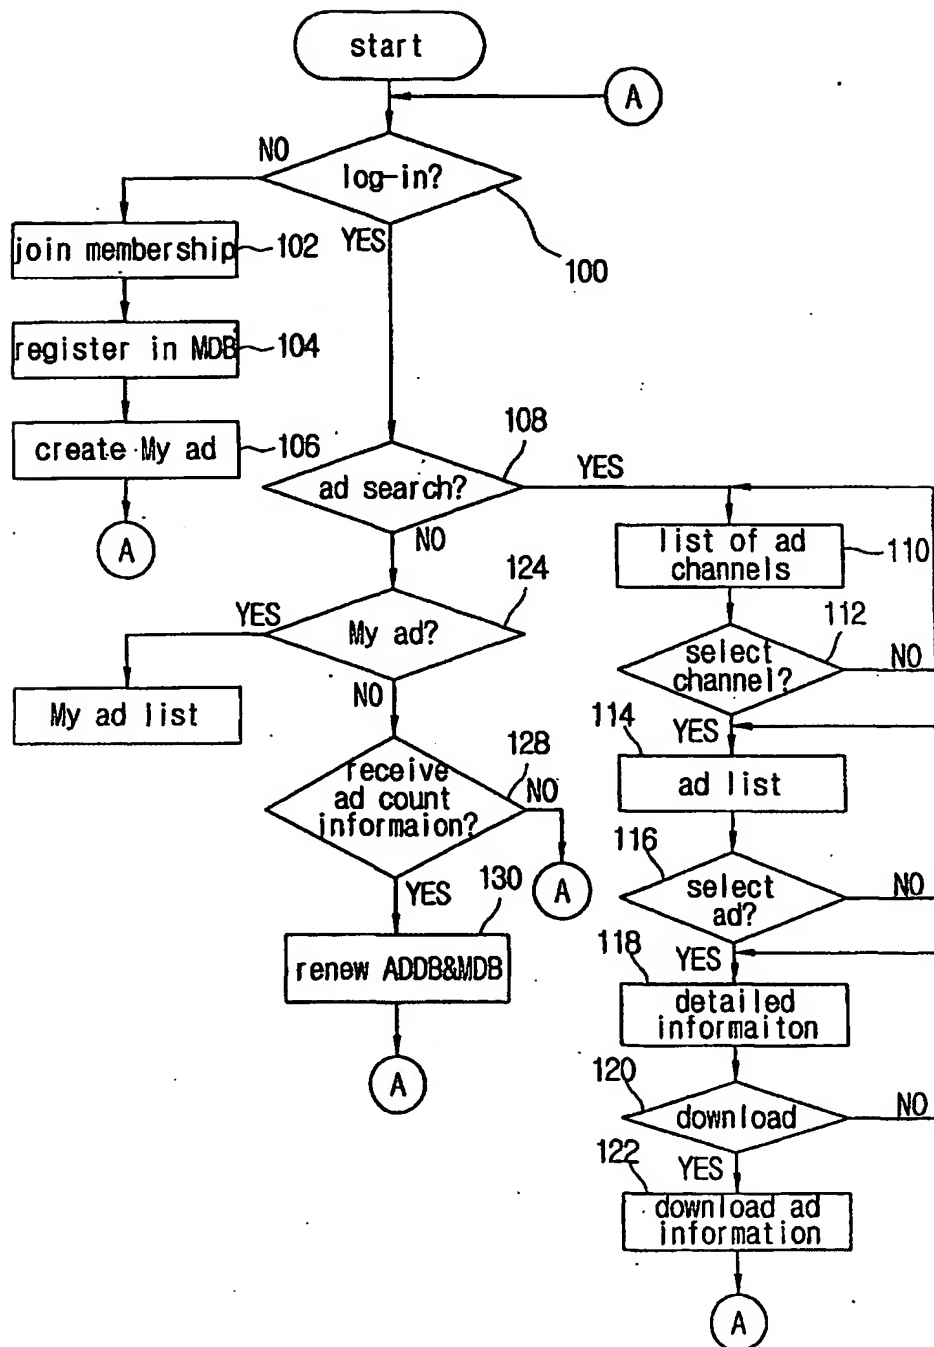 start
A
NO
log-in?
YES
100
join membership
102
register in MDB
104
create My ad
106
A
108
ad search?
YES
NO
list of ad
channels
110
124
YES
My ad?
NO
My ad list
112
select
channel?
NO
YES
114
ad list
128
receive
ad count
informaion?
NO
A
YES
116
select
ad?
NO
YES
130
renew ADDB&MDB
A
118
detailed
informaiton
120
download
NO
YES
122
download ad
information
A